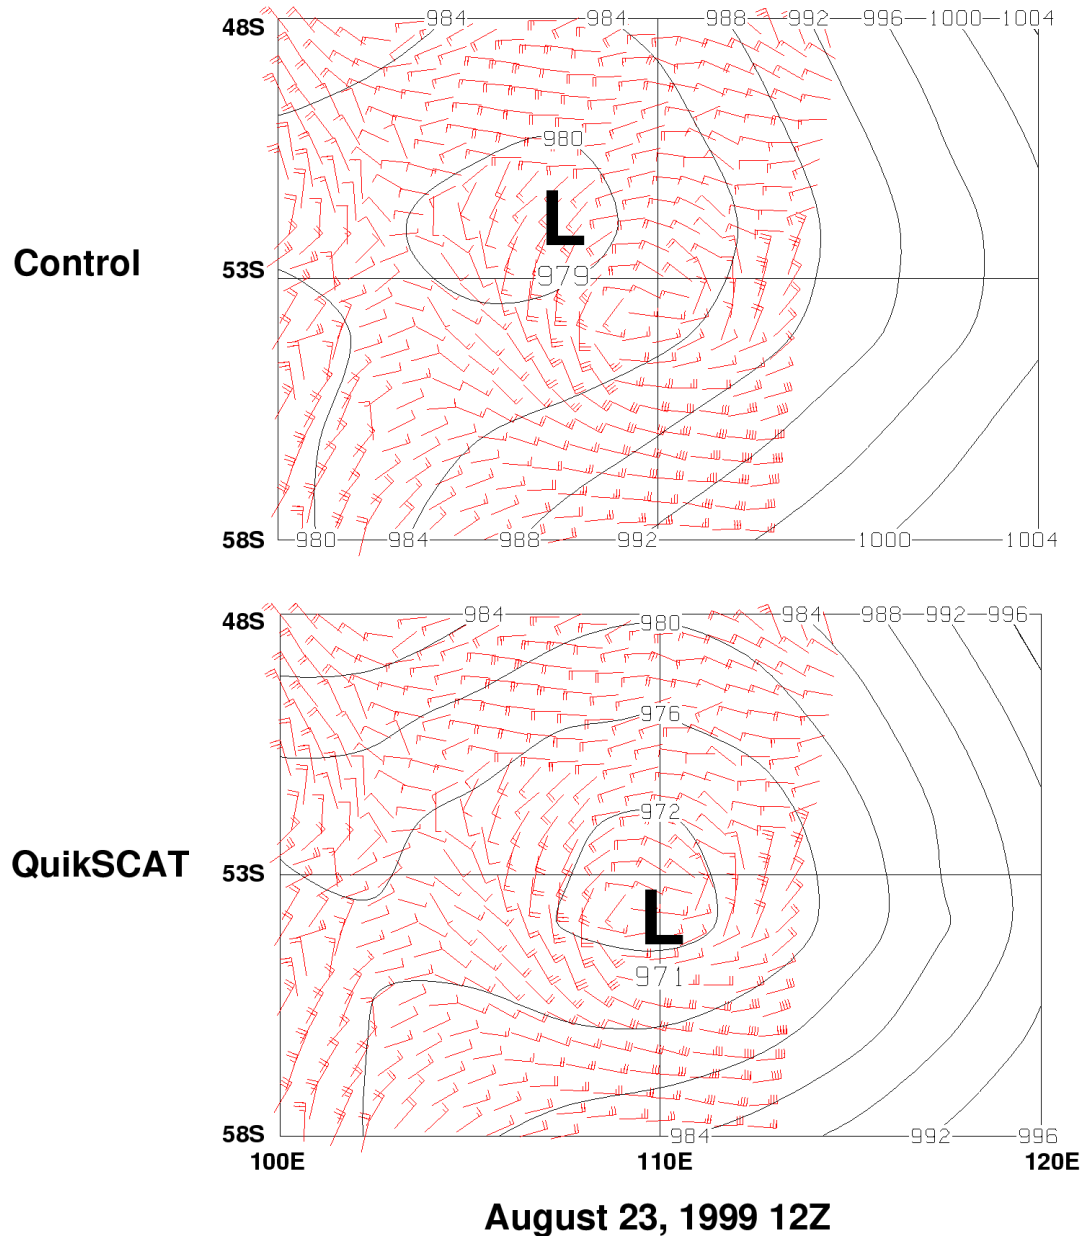 48S 984 984 988 992 996 1000 1004
980
L
Control 53S 979
58S 980 984 988 992 1000 1004
48S 984 980 984 988 992 996
976
972
QuikSCAT 53S
L
971
58S 984 992 996
100E 110E 120E
August 23, 1999 12Z